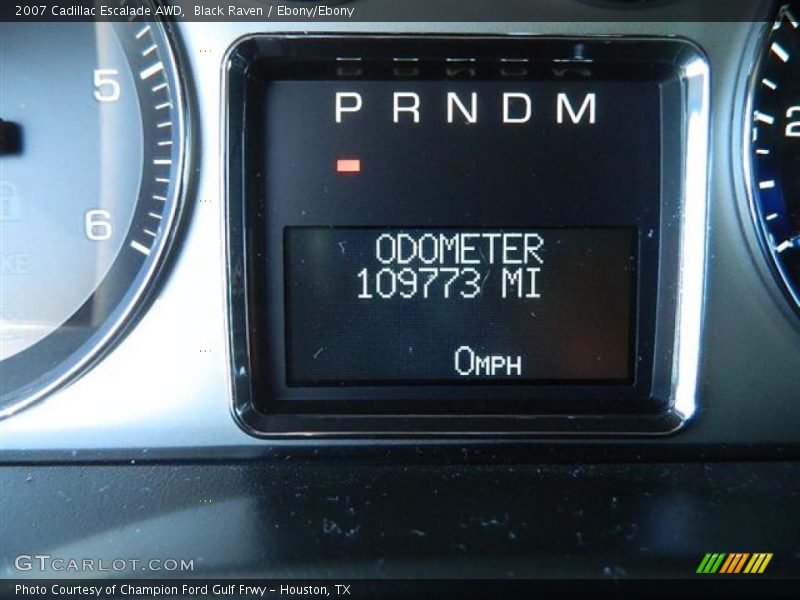 2007 Cadillac Escalade AWD, Black Raven / Ebony/Ebony
5
P R N D M
2
6
ODOMETER
109773 MI
0MPH
GTCARLOT.COM
Photo Courtesy of Champion Ford Gulf Frwy - Houston, TX